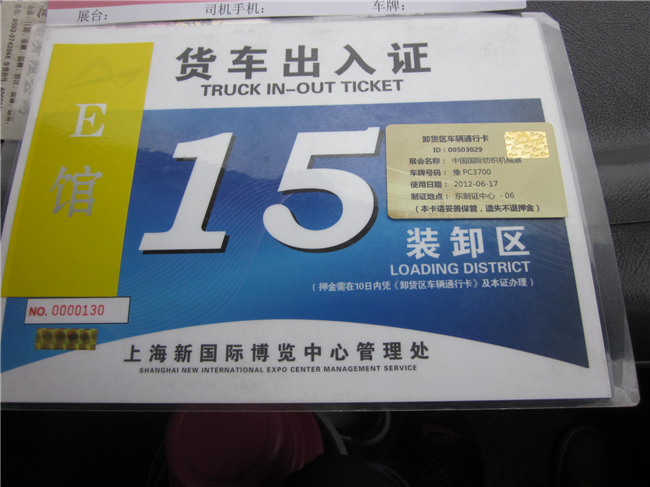 展台: 司机手机: 车牌:
货车出入证
TRUCK IN-OUT TICKET
E
馆
15
卸货区车辆通行卡
ID : 00503029
展会名称： 中国国际纺织机械展
车牌号码： 豫 PC3700
使用日期： 2012-06-17
制证地点： 东制证中心 - 06
（本卡请妥善保管，遗失不退押金）
装卸区
LOADING DISTRICT
（押金需在10日内凭《卸货区车辆通行卡》及本证办理）
NO. 0000130
上海新国际博览中心管理处
SHANGHAI NEW INTERNATIONAL EXPO CENTER MANAGEMENT SERVICE